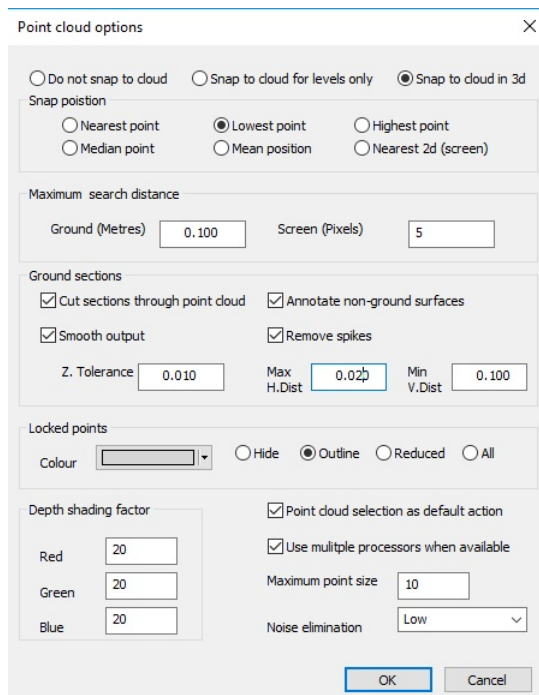 Point cloud options
Do not snap to cloud Snap to cloud for levels only Snap to cloud in 3d
Snap poistion
Nearest point Lowest point Highest point
Median point Mean position Nearest 2d (screen)
Maximum search distance
Ground (Metres) 0.100 Screen (Pixels) 5
Ground sections
Cut sections through point cloud Annotate non-ground surfaces
Smooth output Remove spikes
Z. Tolerance 0.010 Max H.Dist 0.020 Min V.Dist 0.100
Locked points
Colour Hide Outline Reduced All
Depth shading factor Point cloud selection as default action
Red 20 Use mulitple processors when available
Green 20 Maximum point size 10
Blue 20 Noise elimination Low
OK Cancel